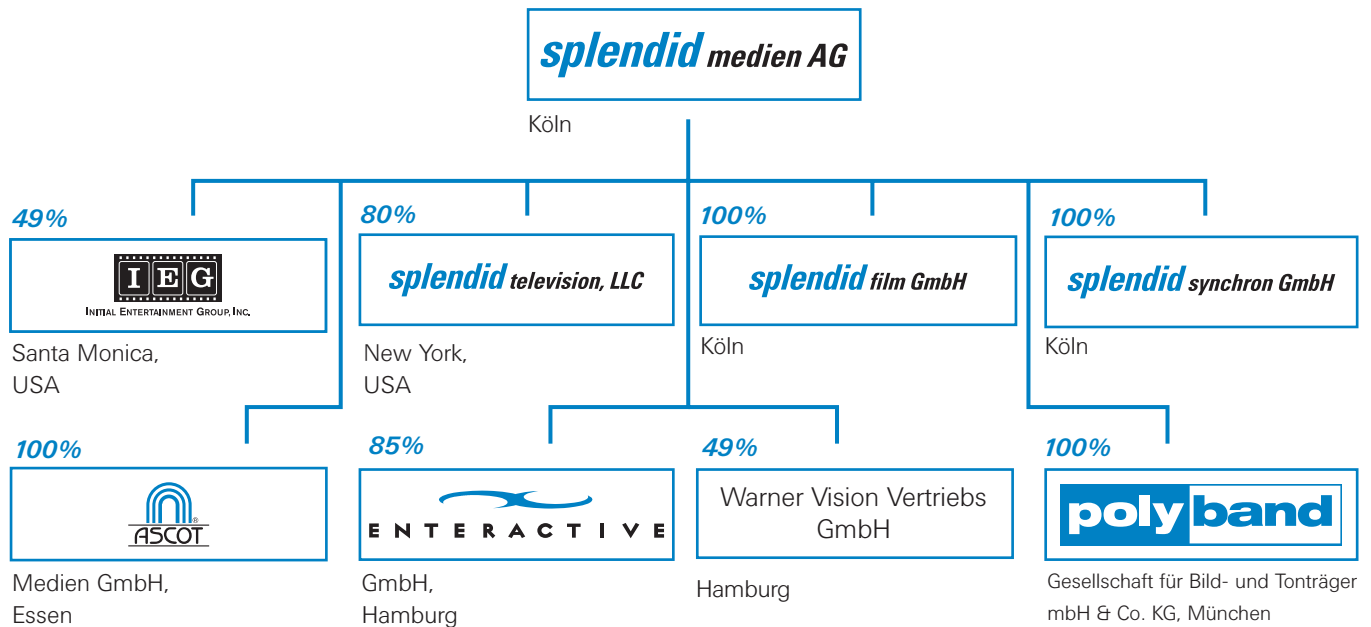 splendid medien AG
Köln
49%
IEG
INITIAL ENTERTAINMENT GROUP, INC.
Santa Monica,
USA
80%
splendid television, LLC
New York,
USA
100%
splendid film GmbH
Köln
100%
splendid synchron GmbH
Köln
100%
ASCOT
®
Medien GmbH,
Essen
85%
ENTERACTIVE
GmbH,
Hamburg
49%
Warner Vision Vertriebs
GmbH
Hamburg
100%
polyband
Gesellschaft für Bild- und Tonträger
mbH & Co. KG, München